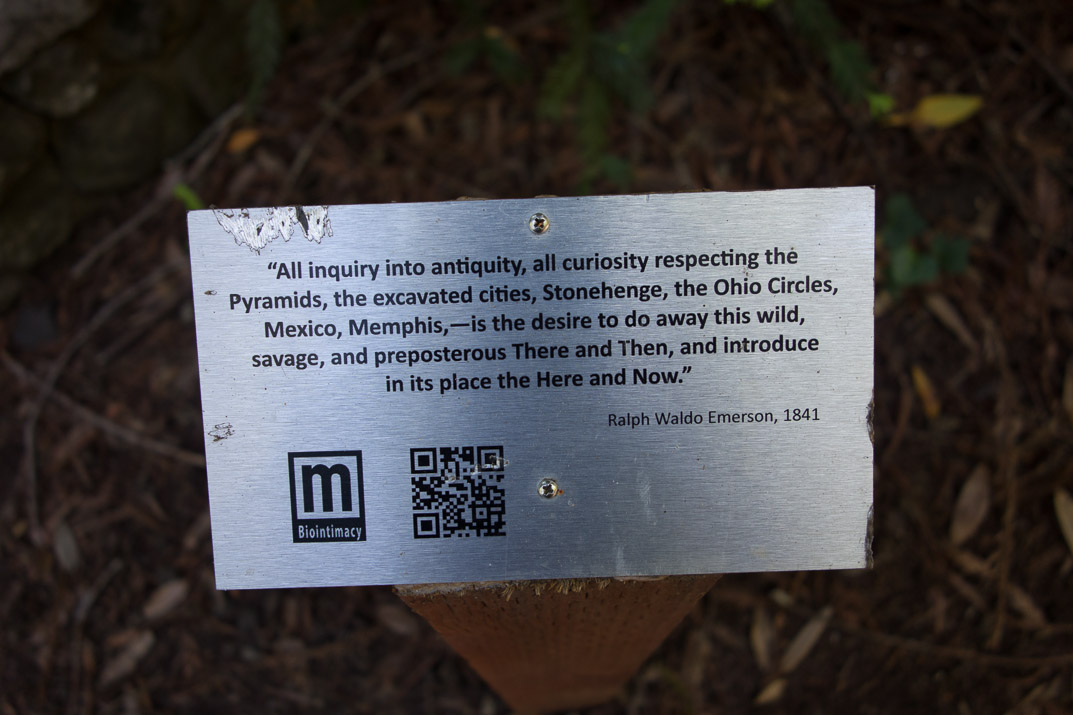 “All inquiry into antiquity, all curiosity respecting the
Pyramids, the excavated cities, Stonehenge, the Ohio Circles,
Mexico, Memphis,—is the desire to do away this wild,
savage, and preposterous There and Then, and introduce
in its place the Here and Now.”
Ralph Waldo Emerson, 1841
m
Biointimacy